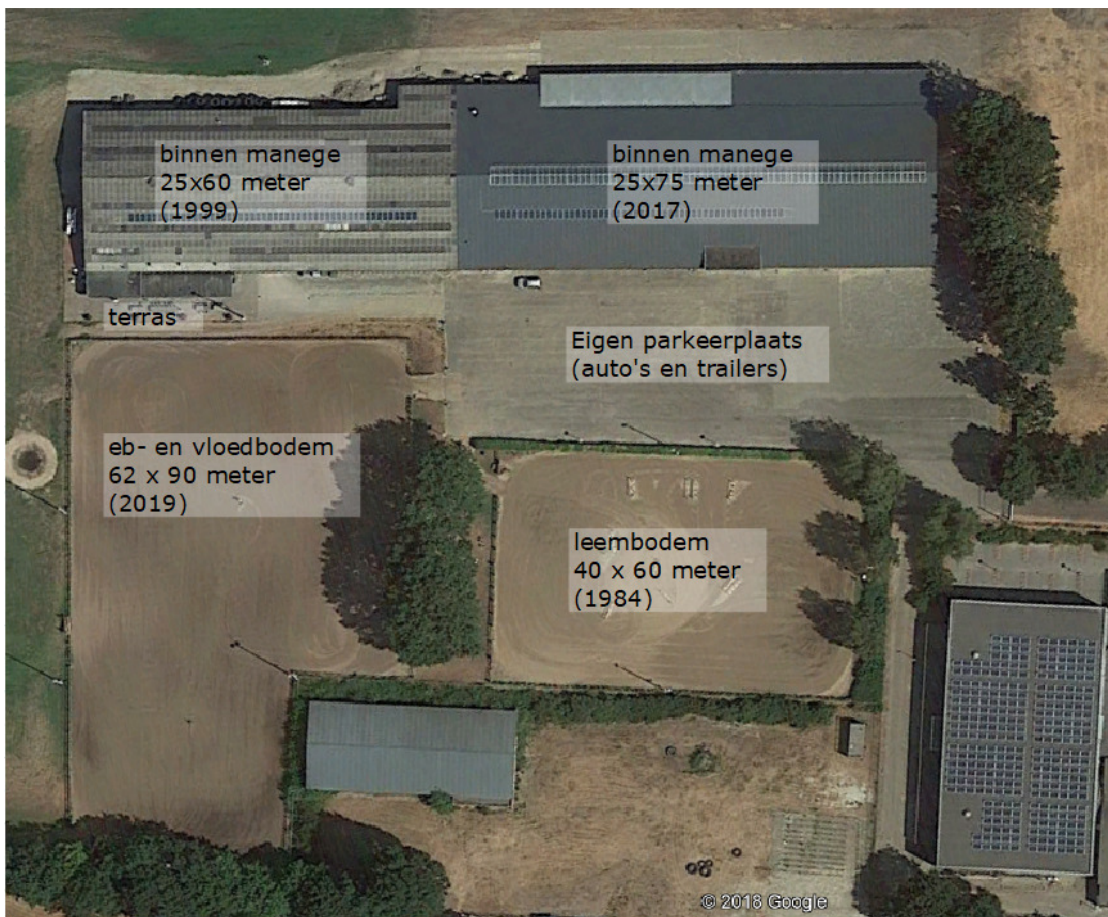 binnen manege
25x60 meter
(1999)
binnen manege
25x75 meter
(2017)
terras
Eigen parkeerplaats
(auto's en trailers)
eb- en vloedbodem
62 x 90 meter
(2019)
leembodem
40 x 60 meter
(1984)
© 2018 Google